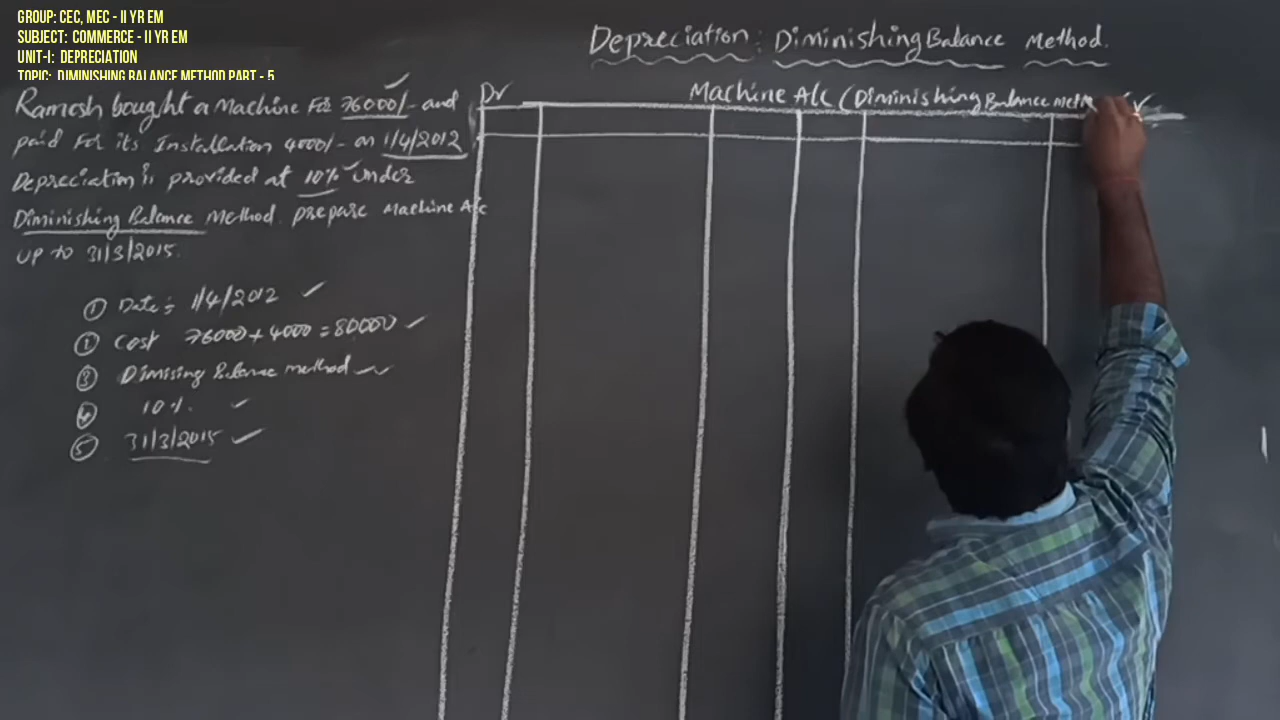 GROUP: CEC, MEC - II YR EM
SUBJECT: COMMERCE - II YR EM
UNIT-I: DEPRECIATION
TOPIC: DIMINISHING BALANCE METHOD PART - 5
Depreciation: Diminishing Balance Method.
Ramesh bought a Machine For 76000/- and
paid For its Installation 4000/- on 1/4/2012
Depreciation is provided at 10% under
Diminishing Balance Method. prepare Machine A/c
up to 31/3/2015.
① Date:- 1/4/2012
② Cost 76000 + 4000 = 80000
③ Dimising Balance method
④ 10%.
⑤ 31/3/2015
Dr Machine A/c (Diminishing Balance Meth